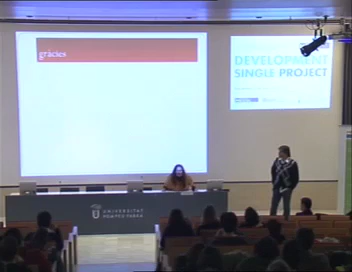 gràcies
DEVELOPMENT
SINGLE PROJECT
UNIVERSITAT
POMPEU FABRA